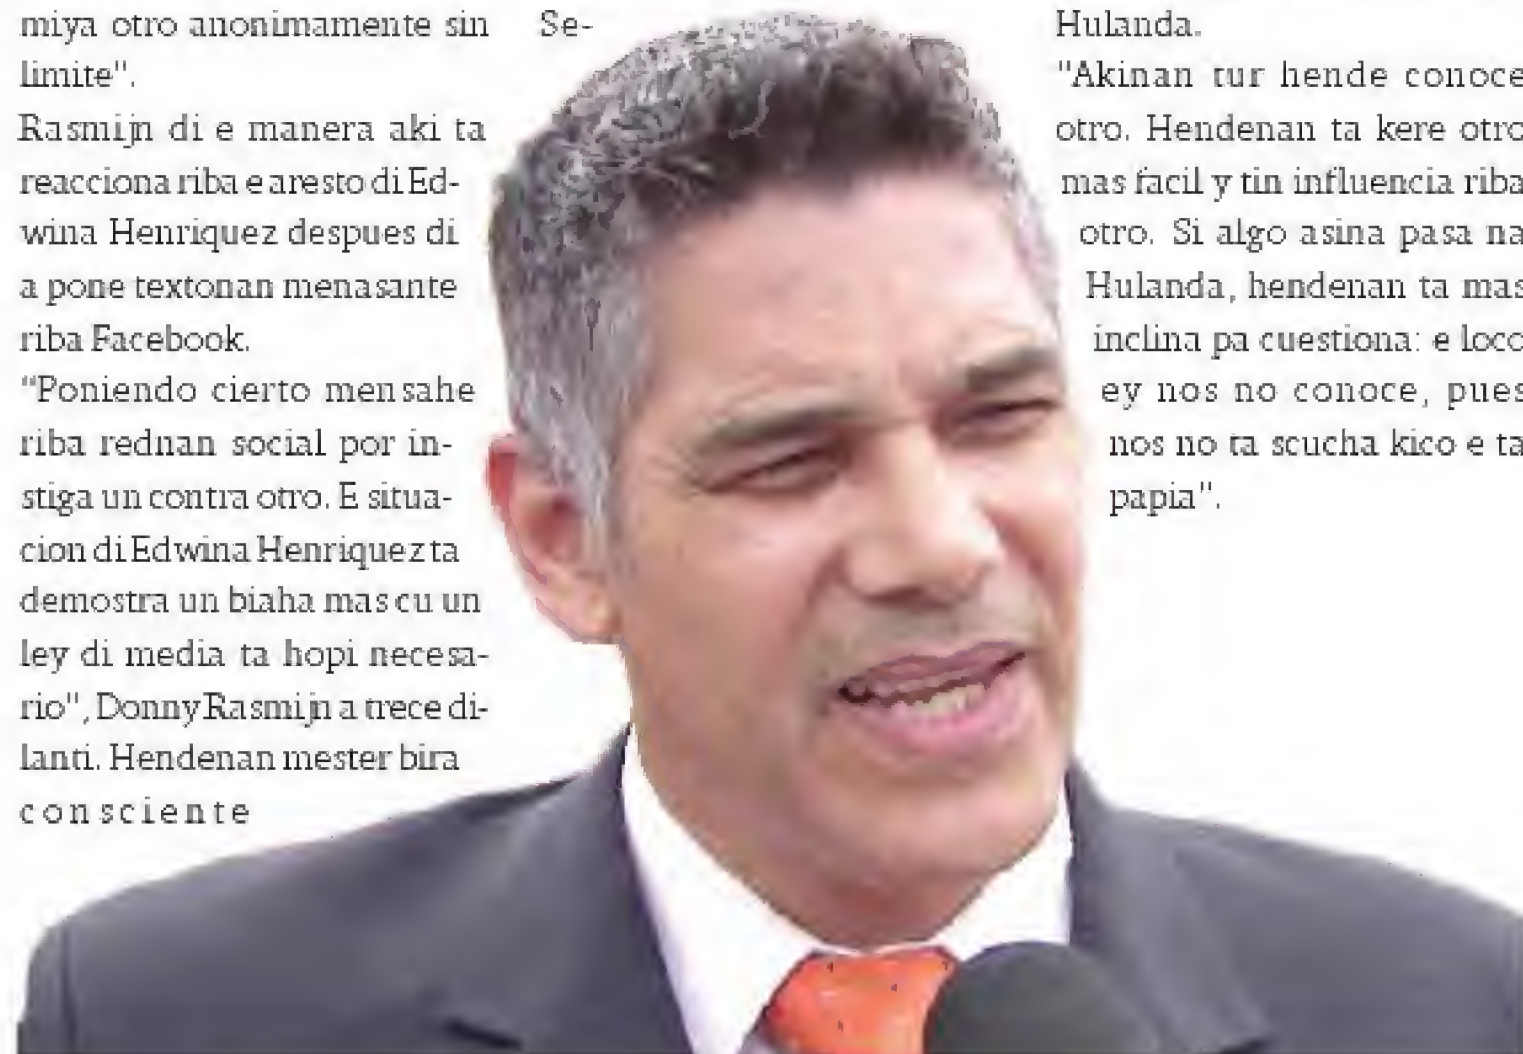 miya otro anonimamente sin
limite".
Rasmijn di e manera aki ta
reacciona riba e aresto di Ed-
wina Henriquez despues di
a pone textonan menasante
riba Facebook.
"Poniendo cierto mensahe
riba rednan social por in-
stiga un contra otro. E situa-
cion di Edwina Henriquez ta
demostra un biaha mas cu un
ley di media ta hopi necesa-
rio", Donny Rasmijn a trece di-
lanti. Hendenan mester bira
consciente
Se-
Hulanda.
"Akinan tur hende conoce
otro. Hendenan ta kere otro
mas facil y tin influencia riba
otro. Si algo asina pasa na
Hulanda, hendenan ta mas
inclina pa cuestiona: e loco
ey nos no conoce, pues
nos no ta scucha kico e ta
papia".